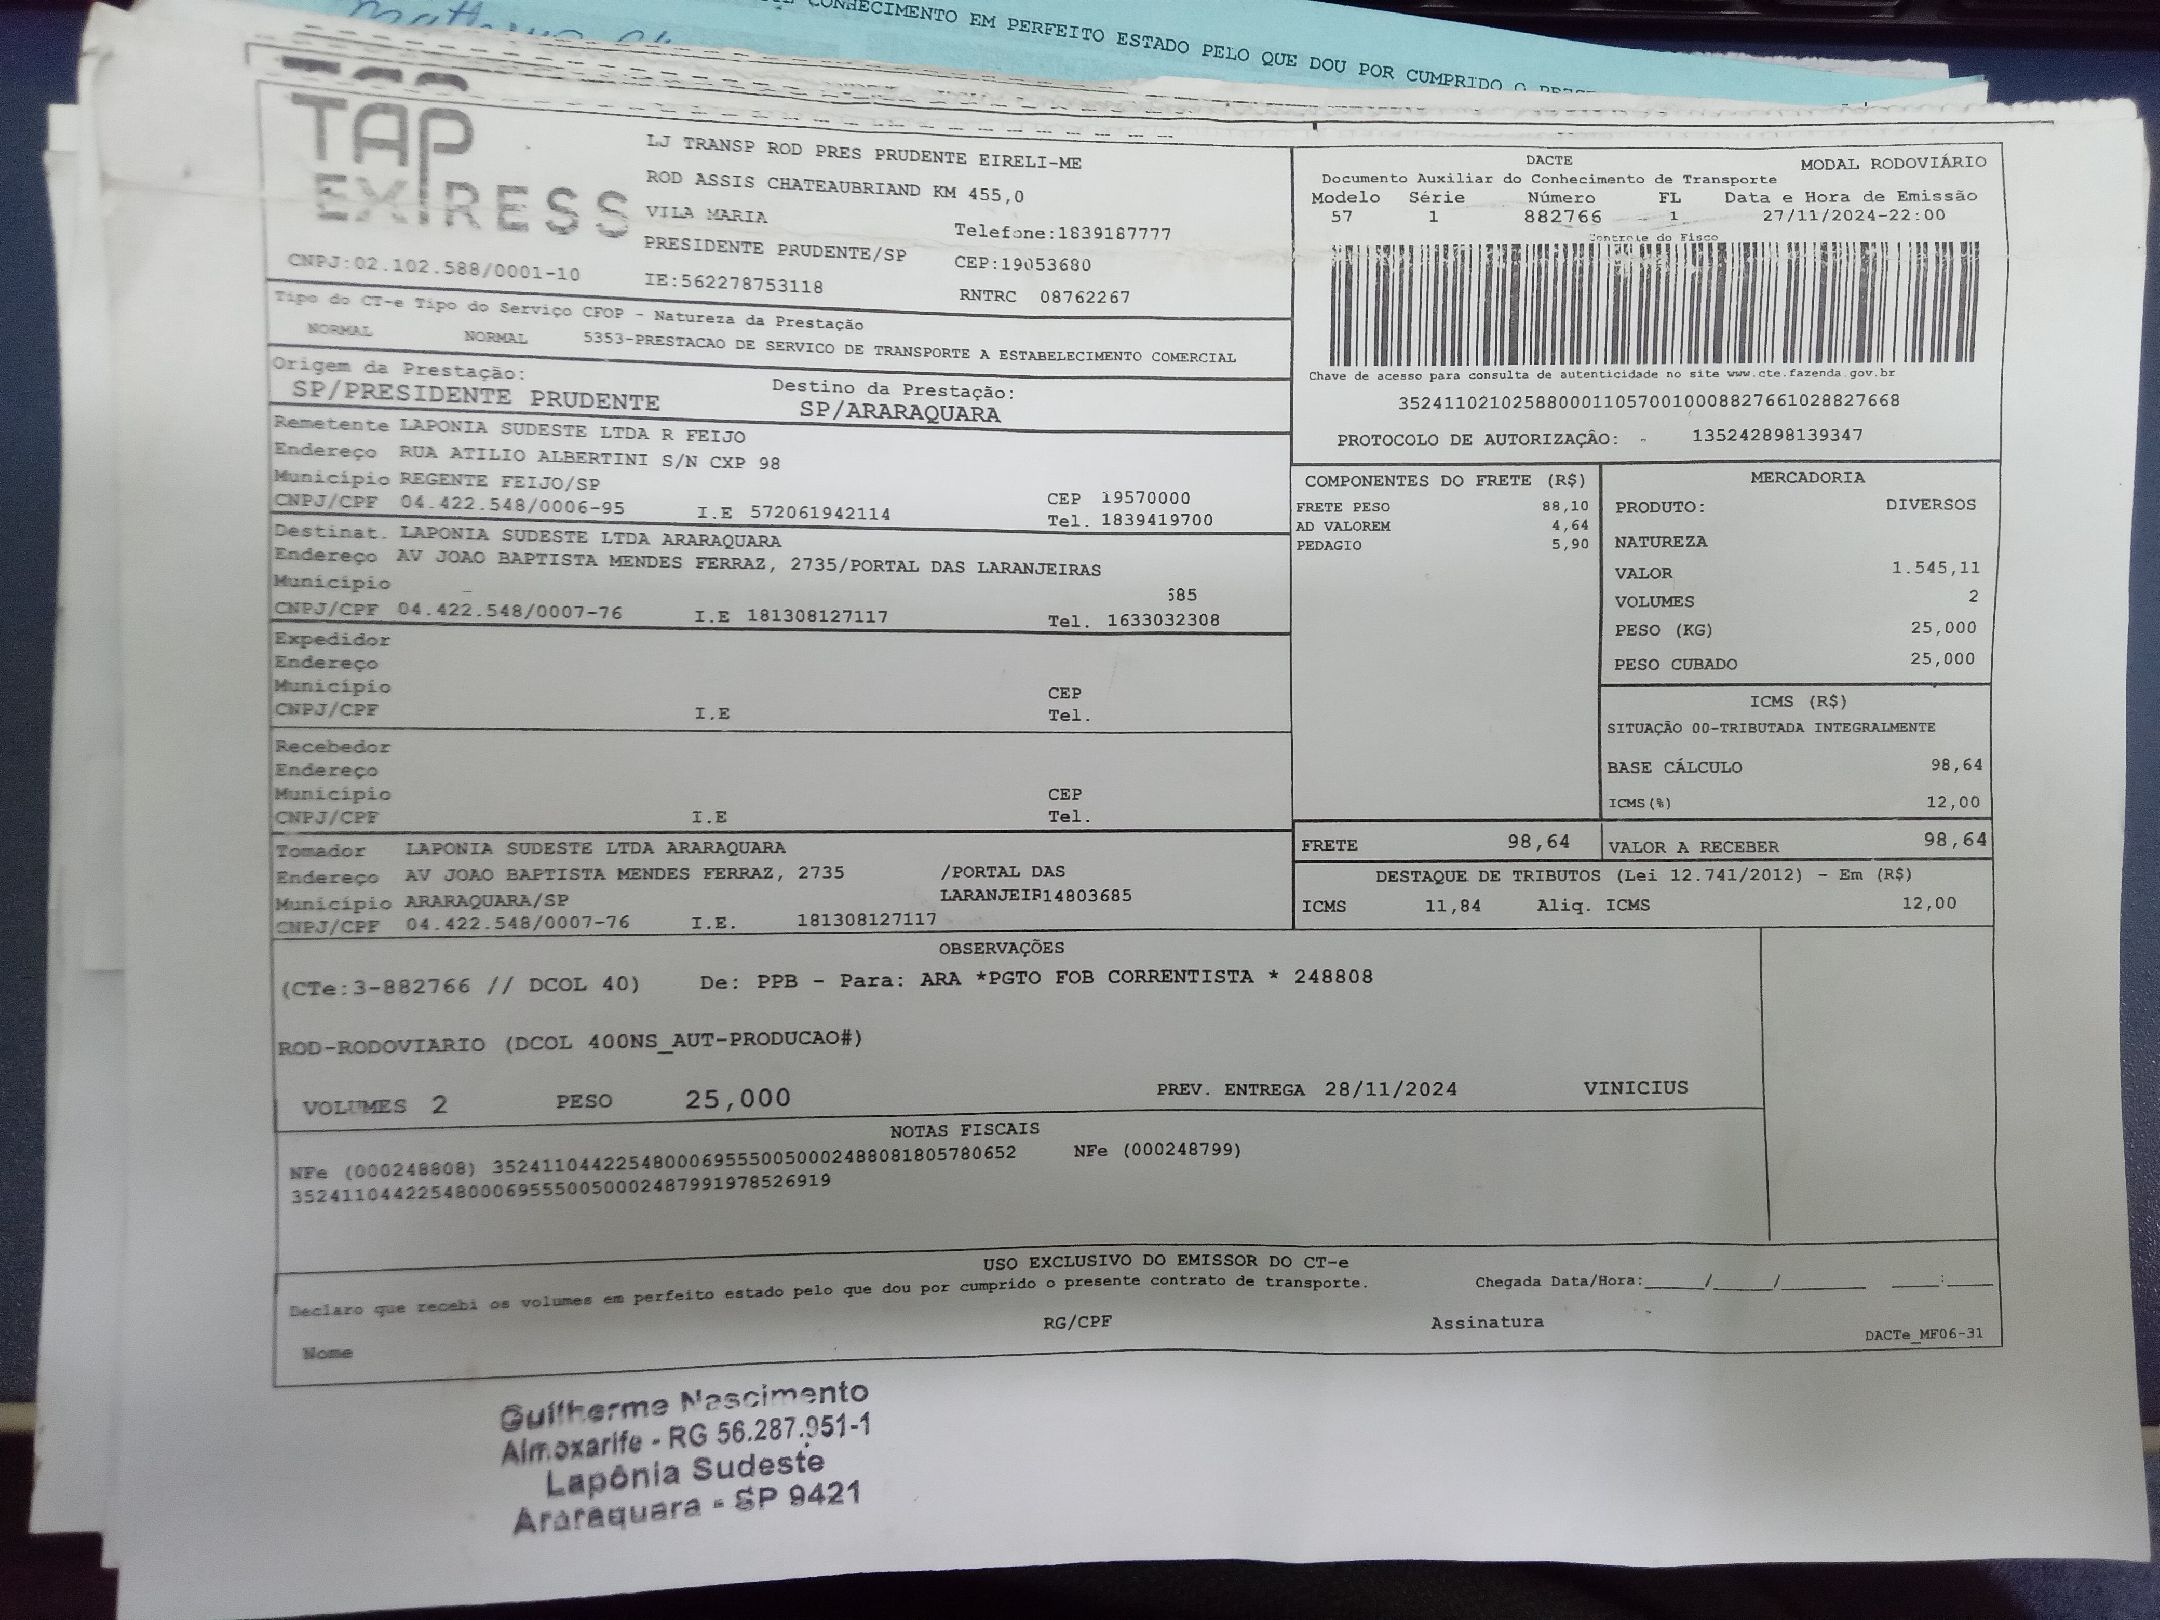 CONHECIMENTO EM PERFEITO ESTADO PELO QUE DOU POR CUMPRIDO O
TAP
EXPRESS
LJ TRANSP ROD PRES PRUDENTE EIRELI-ME
ROD ASSIS CHATEAUBRIAND KM 455,0
VILA MARIA
Telefone:1839187777
PRESIDENTE PRUDENTE/SP
CEP:19053680
CNPJ:02.102.588/0001-10
IE:562278753118
RNTRC 08762267
DACTE
MODAL RODOVIÁRIO
Documento Auxiliar do Conhecimento de Transporte
Modelo Série Número FL Data e Hora de Emissão
57 1 882766 1 27/11/2024-22:00
Controle do Fisco
Chave de acesso para consulta de autenticidade no site www.cte.fazenda.gov.br
35241102102588000110570010008827661028827668
PROTOCOLO DE AUTORIZAÇÃO: - 135242898139347
Tipo do CT-e Tipo do Serviço CFOP - Natureza da Prestação
NORMAL NORMAL 5353-PRESTACAO DE SERVICO DE TRANSPORTE A ESTABELECIMENTO COMERCIAL
Origem da Prestação: Destino da Prestação:
SP/PRESIDENTE PRUDENTE SP/ARARAQUARA
Remetente LAPONIA SUDESTE LTDA R FEIJO
Endereço RUA ATILIO ALBERTINI S/N CXP 98
Município REGENTE FEIJO/SP CEP 19570000
CNPJ/CPF 04.422.548/0006-95 I.E 572061942114 Tel. 1839419700
Destinat. LAPONIA SUDESTE LTDA ARARAQUARA
Endereço AV JOAO BAPTISTA MENDES FERRAZ, 2735/PORTAL DAS LARANJEIRAS
Município 685
CNPJ/CPF 04.422.548/0007-76 I.E 181308127117 Tel. 1633032308
Expedidor
Endereço
Município CEP
CNPJ/CPF I.E Tel.
Recebedor
Endereço
Município CEP
CNPJ/CPF I.E Tel.
Tomador LAPONIA SUDESTE LTDA ARARAQUARA
Endereço AV JOAO BAPTISTA MENDES FERRAZ, 2735 /PORTAL DAS
Município ARARAQUARA/SP LARANJEIR14803685
CNPJ/CPF 04.422.548/0007-76 I.E. 181308127117
COMPONENTES DO FRETE (R$)
FRETE PESO 88,10
AD VALOREM 4,64
PEDAGIO 5,90
MERCADORIA
PRODUTO: DIVERSOS
NATUREZA
VALOR 1.545,11
VOLUMES 2
PESO (KG) 25,000
PESO CUBADO 25,000
ICMS (R$)
SITUAÇÃO 00-TRIBUTADA INTEGRALMENTE
BASE CÁLCULO 98,64
ICMS(%) 12,00
FRETE 98,64 VALOR A RECEBER 98,64
DESTAQUE DE TRIBUTOS (Lei 12.741/2012) - Em (R$)
ICMS 11,84 Aliq. ICMS 12,00
OBSERVAÇÕES
(CTe:3-882766 // DCOL 40) De: PPB - Para: ARA *PGTO FOB CORRENTISTA * 248808
ROD-RODOVIARIO (DCOL 400NS_AUT-PRODUCAO#)
VOLUMES 2 PESO 25,000 PREV. ENTREGA 28/11/2024 VINICIUS
NOTAS FISCAIS
NFe (000248808) 35241104422548000695550050002488081805780652 NFe (000248799)
35241104422548000695550050002487991978526919
USO EXCLUSIVO DO EMISSOR DO CT-e
Declaro que recebi os volumes em perfeito estado pelo que dou por cumprido o presente contrato de transporte. Chegada Data/Hora:____/____/______ ___:___
Nome RG/CPF Assinatura
DACTe_MF06-31
Guilherme Nascimento
Almoxarife - RG 56.287.951-1
Lapônia Sudeste
Araraquara - SP 9421